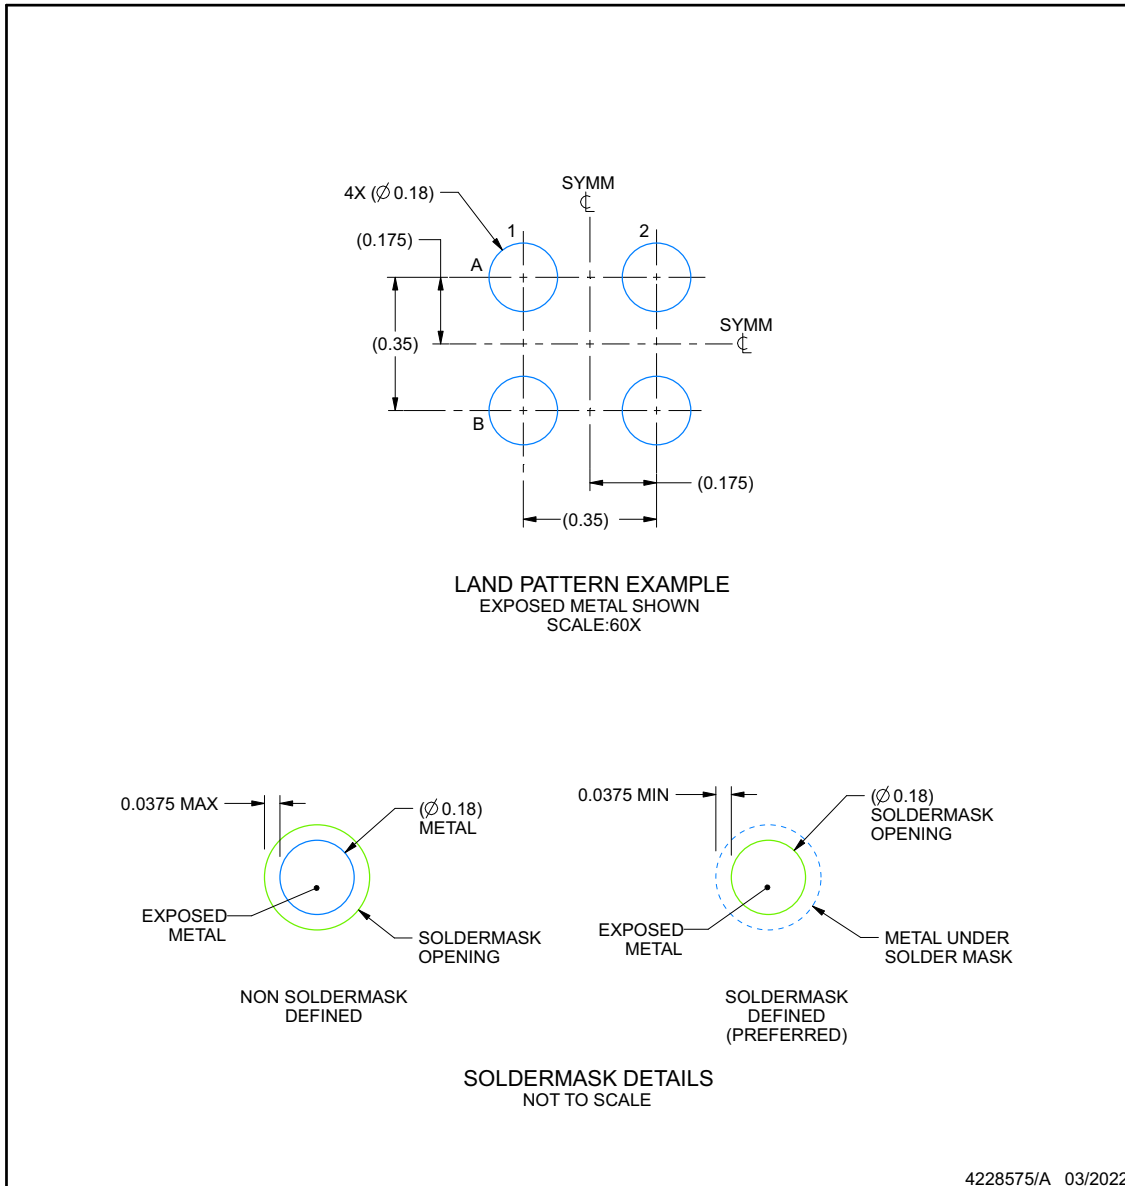 SYMM
℄
4X (∅ 0.18)
1
2
(0.175)
A
SYMM
℄
(0.35)
B
(0.175)
(0.35)
LAND PATTERN EXAMPLE
EXPOSED METAL SHOWN
SCALE:60X
0.0375 MAX
(∅ 0.18)
METAL
EXPOSED
METAL
SOLDERMASK
OPENING
NON SOLDERMASK
DEFINED
0.0375 MIN
(∅ 0.18)
SOLDERMASK
OPENING
EXPOSED
METAL
METAL UNDER
SOLDER MASK
SOLDERMASK
DEFINED
(PREFERRED)
SOLDERMASK DETAILS
NOT TO SCALE
4228575/A 03/2022